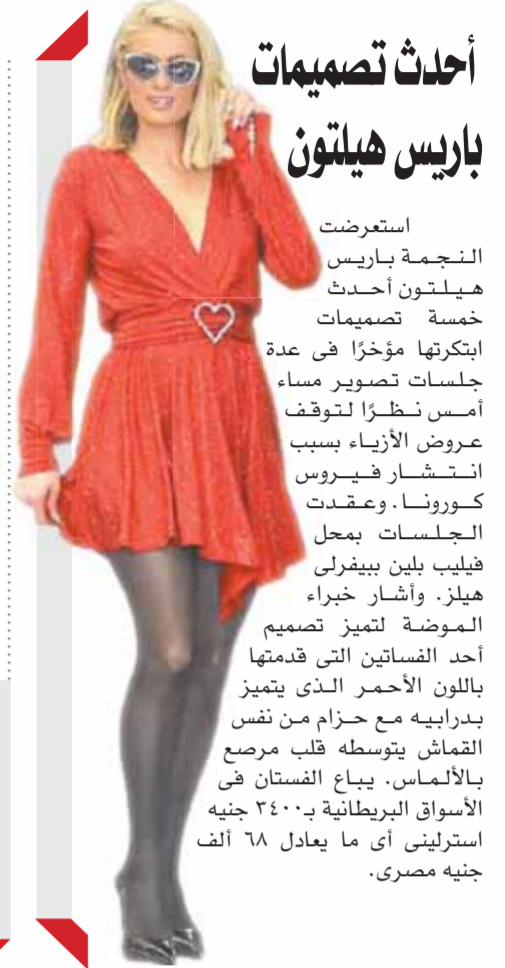 أحدث تصميمات
باريس هيلتون
استعرضت
النجمة باريس
هيلتون أحدث
خمسة تصميمات
ابتكرتها مؤخرًا فى عدة
جلسات تصوير مساء
أمس نظرًا لتوقف
عروض الأزياء بسبب
انتشار فيروس
كورونا. وعقدت
الجلسات بمحل
فيليب بلين ببيفرلى
هيلز. وأشار خبراء
الموضة لتميز تصميم
أحد الفساتين التى قدمتها
باللون الأحمر الذى يتميز
بدرابيه مع حزام من نفس
القماش يتوسطه قلب مرصع
بالألماس. يباع الفستان فى
الأسواق البريطانية بـ٣٤٠٠ جنيه
استرلينى أى ما يعادل ٦٨ ألف
جنيه مصرى.